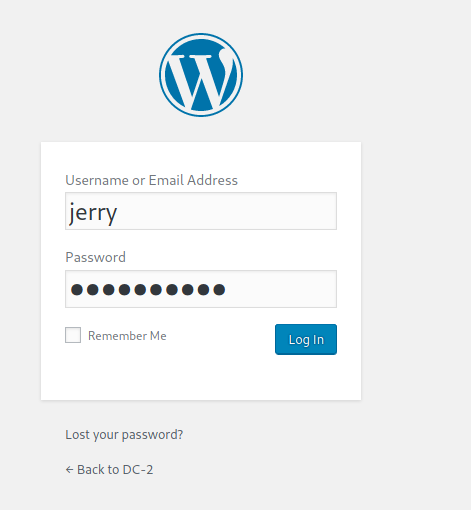 Username or Email Address
jerry
Password
●●●●●●●●●●
Remember Me
Log In
Lost your password?
← Back to DC-2